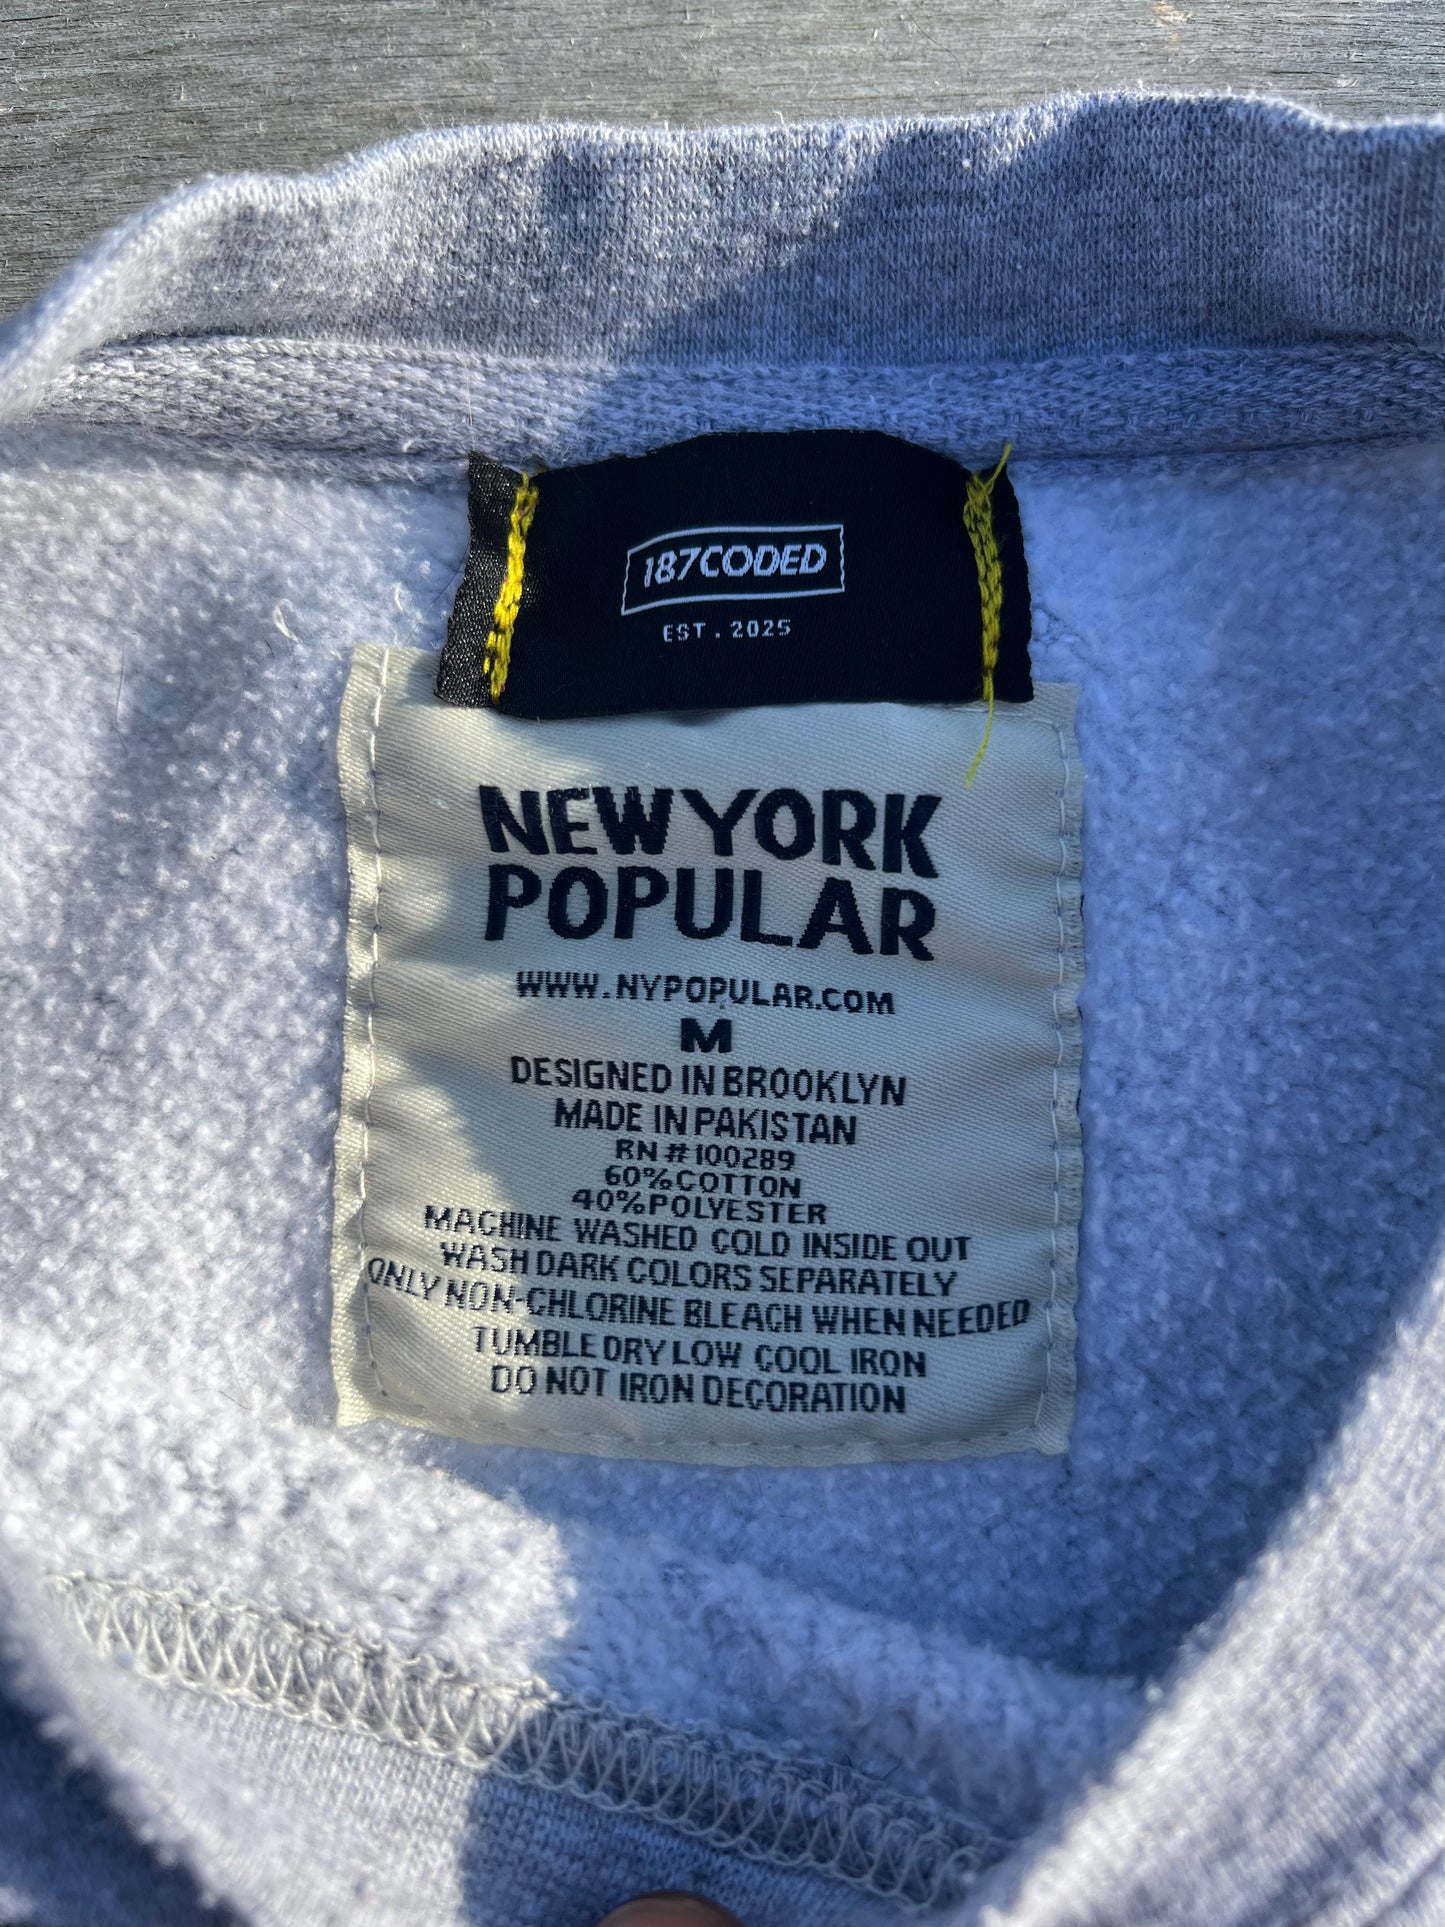 187CODED
EST. 2025
NEW YORK
POPULAR
WWW.NYPOPULAR.COM
M
DESIGNED IN BROOKLYN
MADE IN PAKISTAN
RN#100289
60%COTTON
40%POLYESTER
MACHINE WASHED COLD INSIDE OUT
WASH DARK COLORS SEPARATELY
ONLY NON-CHLORINE BLEACH WHEN NEEDED
TUMBLE DRY LOW COOL IRON
DO NOT IRON DECORATION